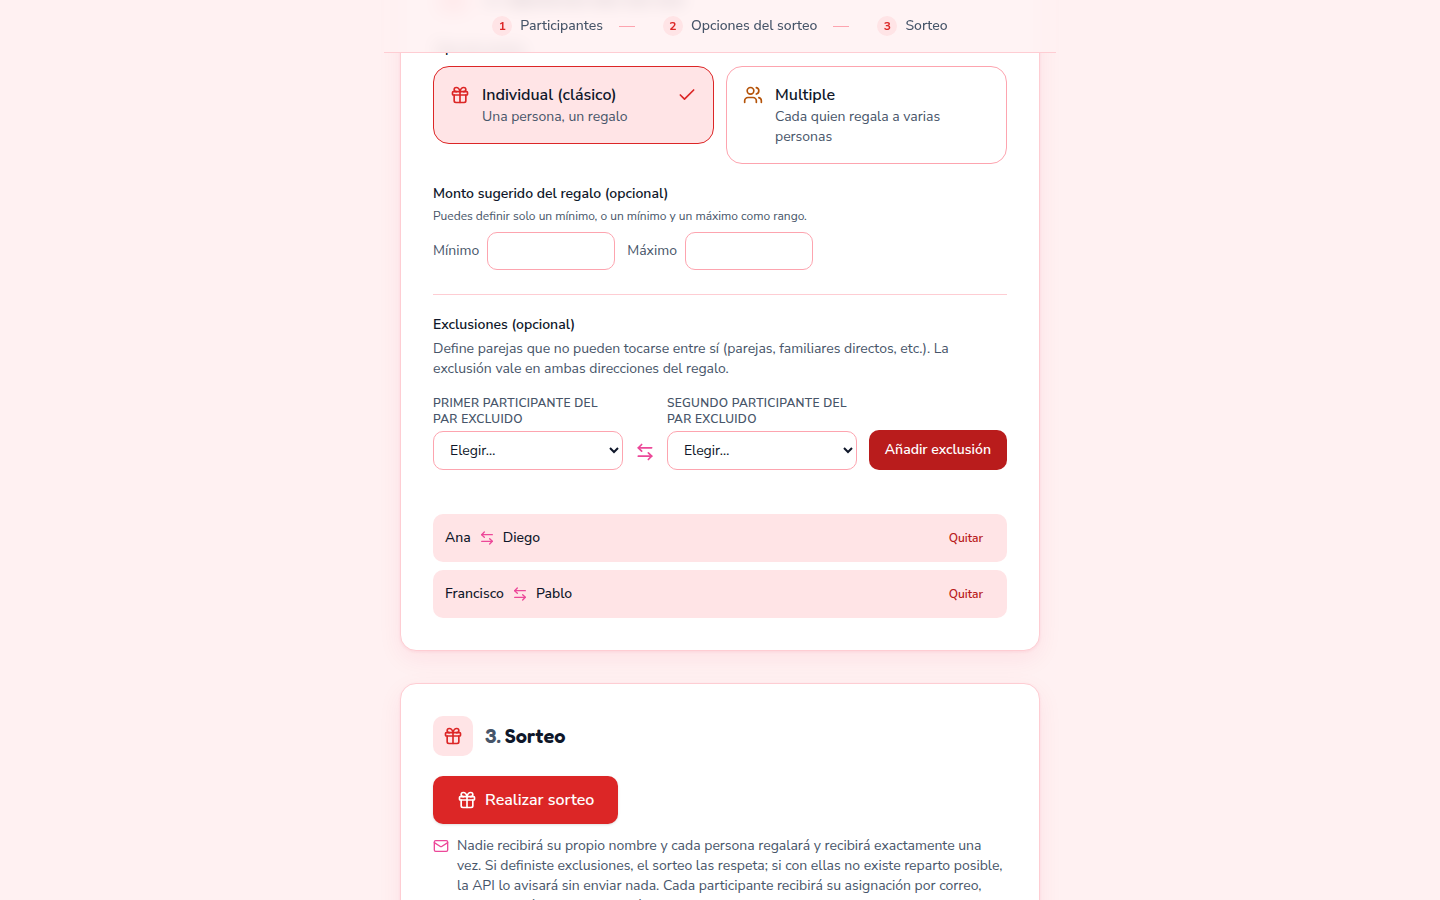 1 Participantes — 2 Opciones del sorteo — 3 Sorteo
Individual (clásico)
Una persona, un regalo
Multiple
Cada quien regala a varias
personas
Monto sugerido del regalo (opcional)
Puedes definir solo un mínimo, o un mínimo y un máximo como rango.
Mínimo
Máximo
Exclusiones (opcional)
Define parejas que no pueden tocarse entre sí (parejas, familiares directos, etc.). La
exclusión vale en ambas direcciones del regalo.
PRIMER PARTICIPANTE DEL
PAR EXCLUIDO
Elegir...
SEGUNDO PARTICIPANTE DEL
PAR EXCLUIDO
Elegir...
Añadir exclusión
Ana ⇆ Diego
Quitar
Francisco ⇆ Pablo
Quitar
3. Sorteo
Realizar sorteo
Nadie recibirá su propio nombre y cada persona regalará y recibirá exactamente una
vez. Si definiste exclusiones, el sorteo las respeta; si con ellas no existe reparto posible,
la API lo avisará sin enviar nada. Cada participante recibirá su asignación por correo,